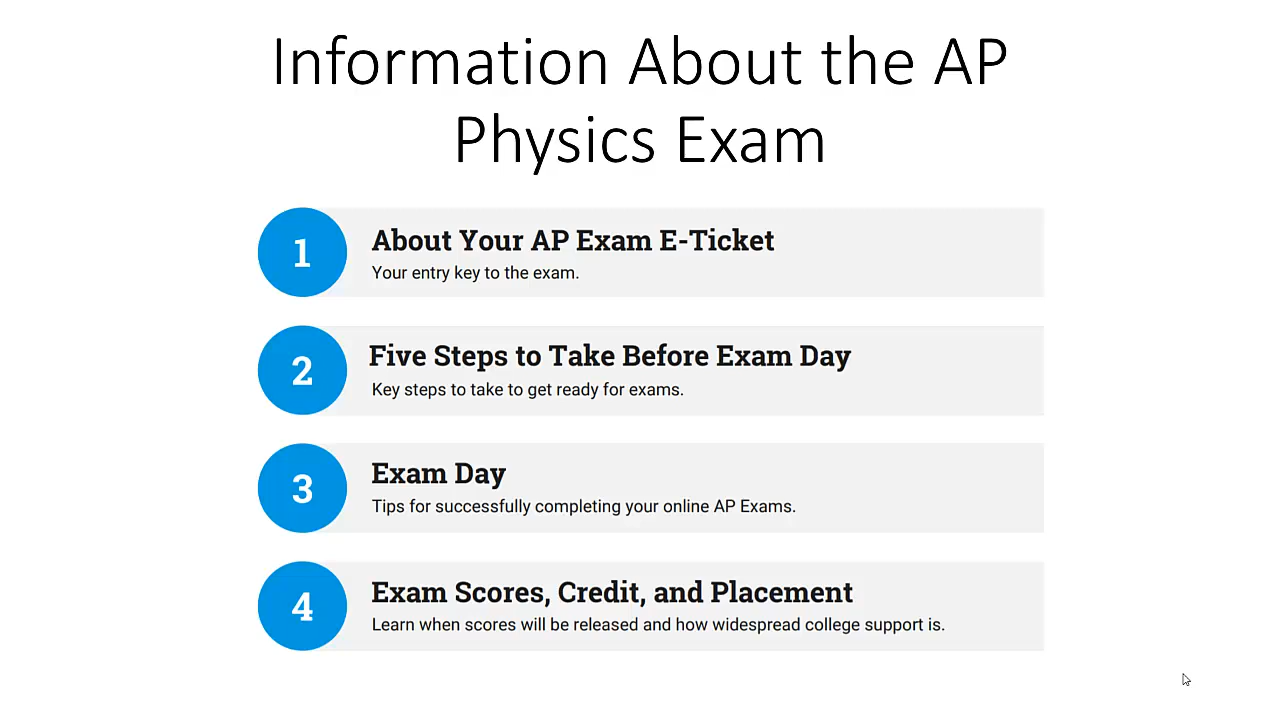 Information About the AP
Physics Exam
1
About Your AP Exam E-Ticket
Your entry key to the exam.
2
Five Steps to Take Before Exam Day
Key steps to take to get ready for exams.
3
Exam Day
Tips for successfully completing your online AP Exams.
4
Exam Scores, Credit, and Placement
Learn when scores will be released and how widespread college support is.